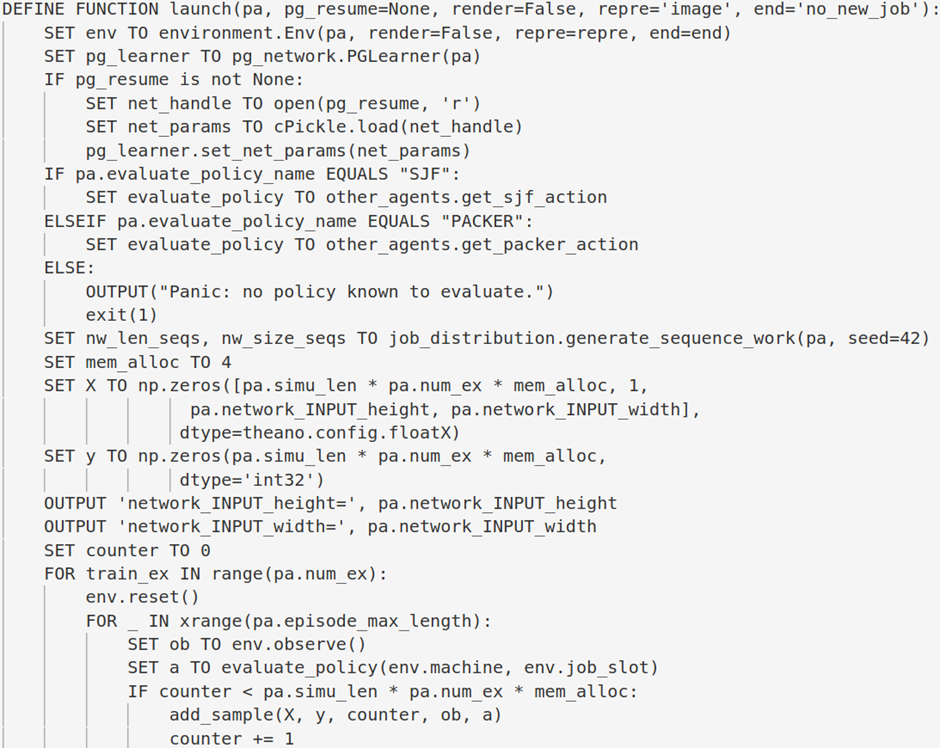 DEFINE FUNCTION launch(pa, pg_resume=None, render=False, repre='image', end='no_new_job'):
SET env TO environment.Env(pa, render=False, repre=repre, end=end)
SET pg_learner TO pg_network.PGLearner(pa)
IF pg_resume is not None:
SET net_handle TO open(pg_resume, 'r')
SET net_params TO cPickle.load(net_handle)
pg_learner.set_net_params(net_params)
IF pa.evaluate_policy_name EQUALS "SJF":
SET evaluate_policy TO other_agents.get_sjf_action
ELSEIF pa.evaluate_policy_name EQUALS "PACKER":
SET evaluate_policy TO other_agents.get_packer_action
ELSE:
OUTPUT("Panic: no policy known to evaluate.")
exit(1)
SET nw_len_seqs, nw_size_seqs TO job_distribution.generate_sequence_work(pa, seed=42)
SET mem_alloc TO 4
SET X TO np.zeros([pa.simu_len * pa.num_ex * mem_alloc, 1,
pa.network_INPUT_height, pa.network_INPUT_width],
dtype=theano.config.floatX)
SET y TO np.zeros(pa.simu_len * pa.num_ex * mem_alloc,
dtype='int32')
OUTPUT 'network_INPUT_height=', pa.network_INPUT_height
OUTPUT 'network_INPUT_width=', pa.network_INPUT_width
SET counter TO 0
FOR train_ex IN range(pa.num_ex):
env.reset()
FOR _ IN xrange(pa.episode_max_length):
SET ob TO env.observe()
SET a TO evaluate_policy(env.machine, env.job_slot)
IF counter < pa.simu_len * pa.num_ex * mem_alloc:
add_sample(X, y, counter, ob, a)
counter += 1